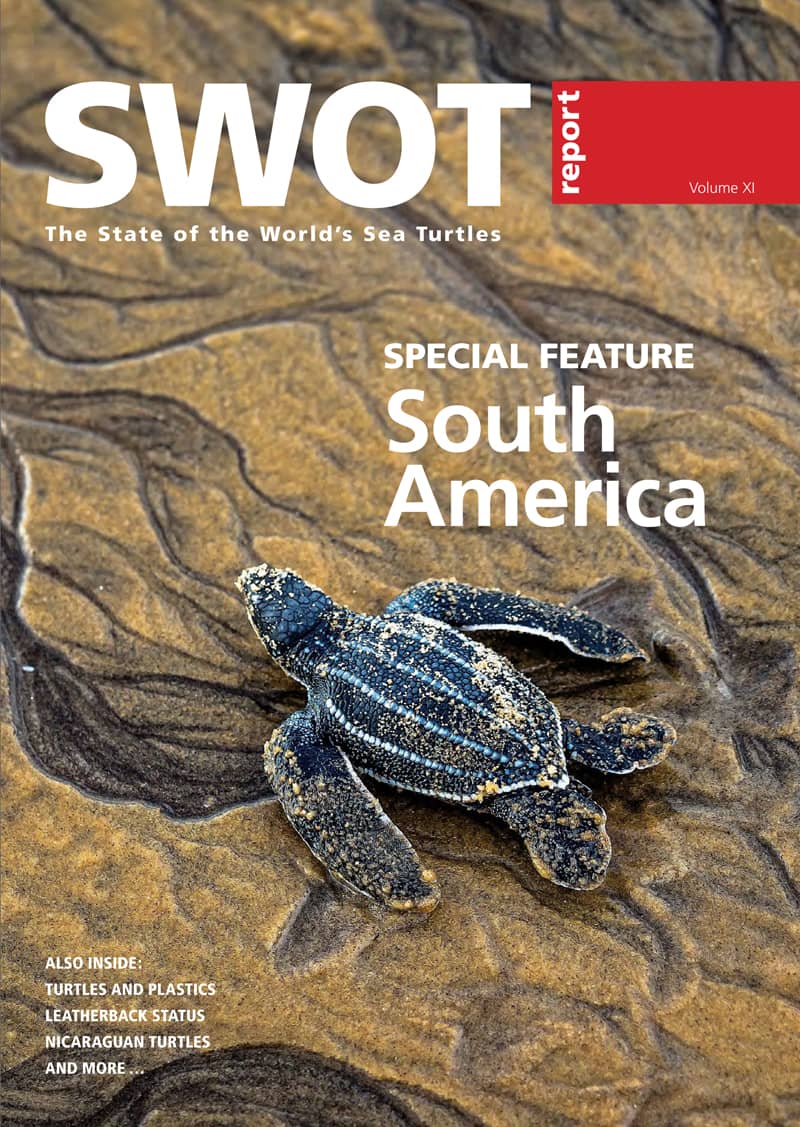 SWOT
report
Volume XI
The State of the World's Sea Turtles
SPECIAL FEATURE
South
America
ALSO INSIDE:
TURTLES AND PLASTICS
LEATHERBACK STATUS
NICARAGUAN TURTLES
AND MORE ...